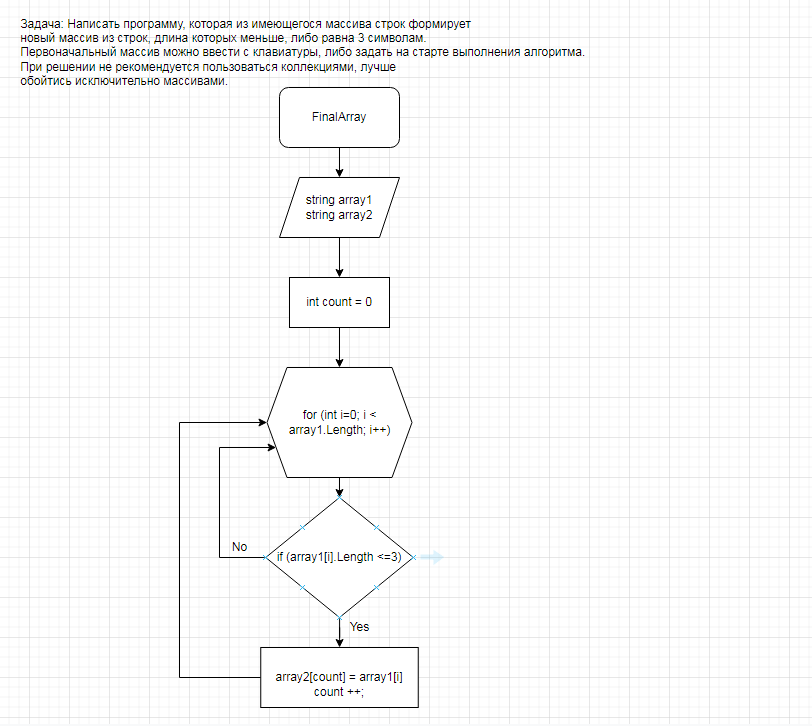 Задача: Написать программу, которая из имеющегося массива строк формирует
новый массив из строк, длина которых меньше, либо равна 3 символам.
Первоначальный массив можно ввести с клавиатуры, либо задать на старте выполнения алгоритма.
При решении не рекомендуется пользоваться коллекциями, лучше
обойтись исключительно массивами.
FinalArray
string array1
string array2
int count = 0
for (int i=0; i <
array1.Length; i++)
No
if (array1[i].Length <=3)
Yes
array2[count] = array1[i]
count ++;